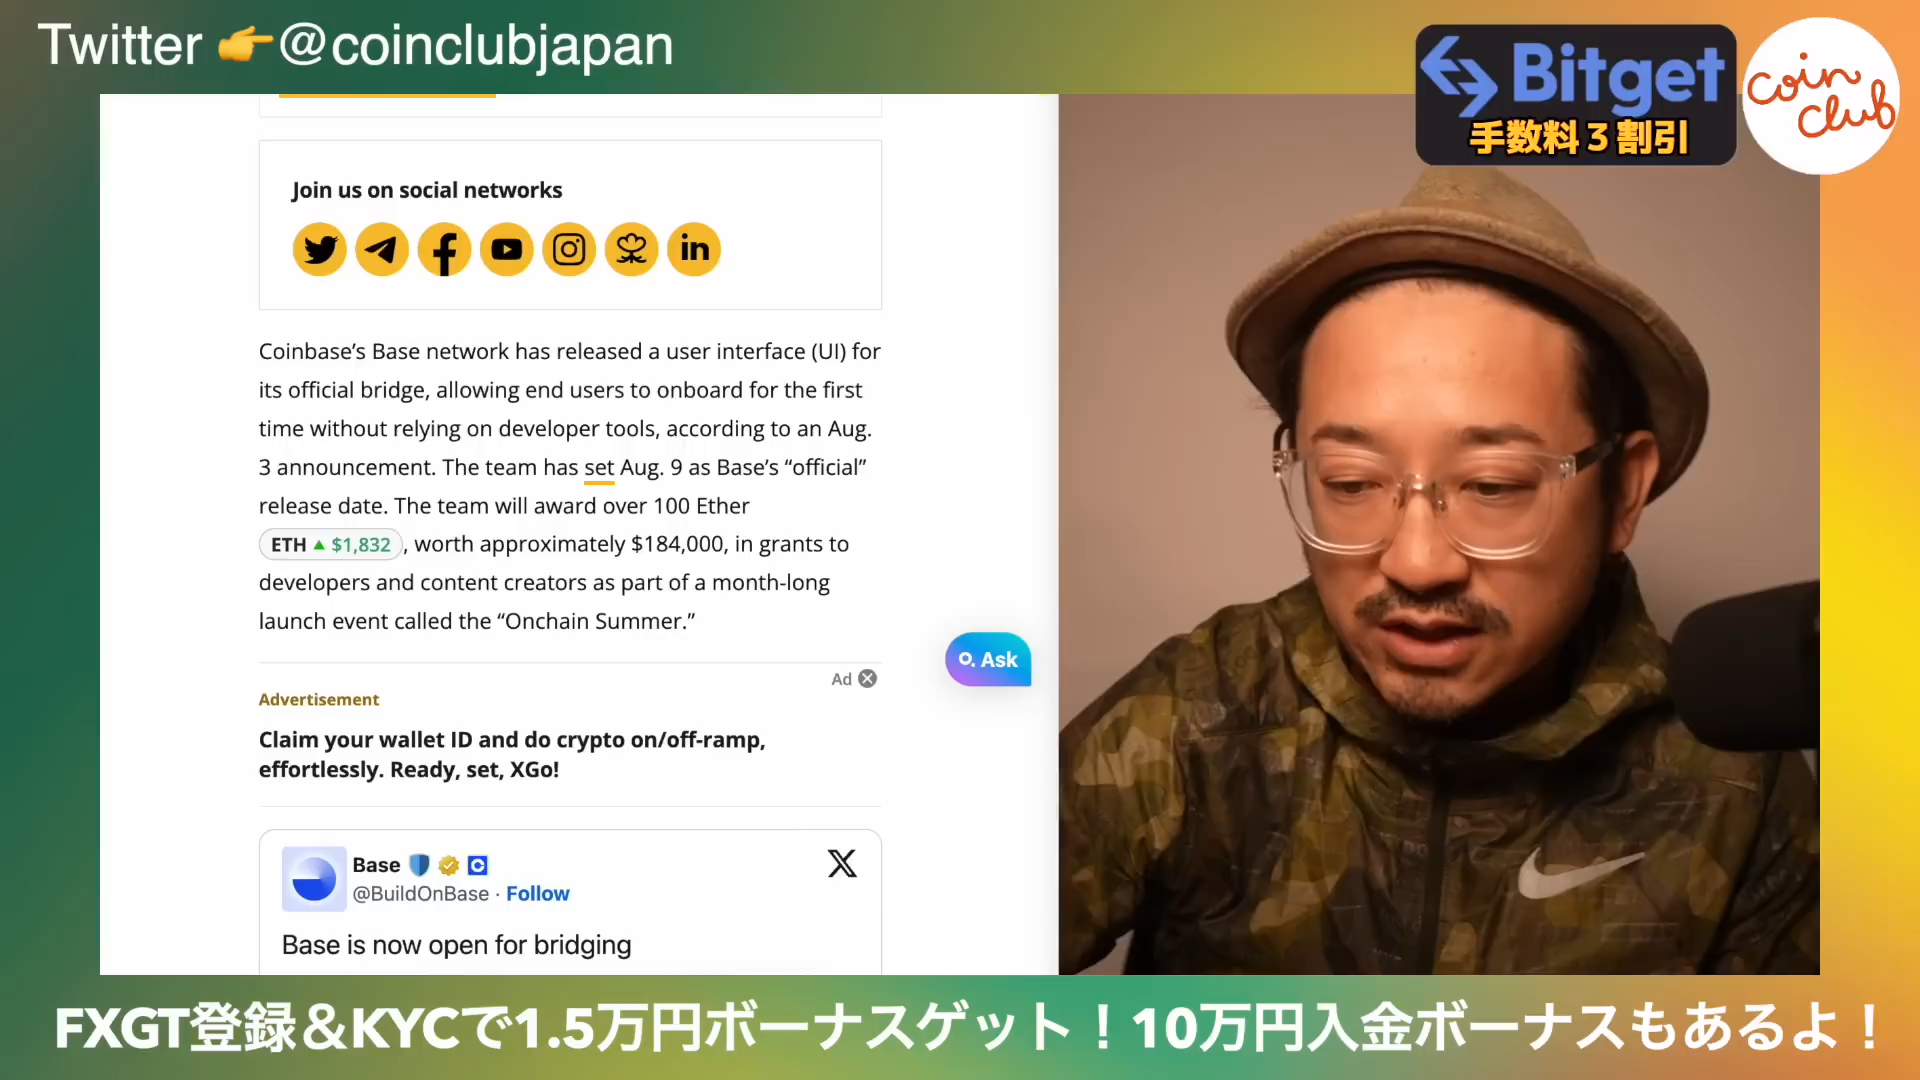 Twitter 👉@coinclubjapan
Bitget
手数料３割引
coin
club
Join us on social networks
Coinbase’s Base network has released a user interface (UI) for
its official bridge, allowing end users to onboard for the first
time without relying on developer tools, according to an Aug.
3 announcement. The team has set Aug. 9 as Base’s “official”
release date. The team will award over 100 Ether
ETH ▲ $1,832 , worth approximately $184,000, in grants to
developers and content creators as part of a month-long
launch event called the “Onchain Summer.”
Ask
Ad
Advertisement
Claim your wallet ID and do crypto on/off-ramp,
effortlessly. Ready, set, XGo!
Base
@BuildOnBase · Follow
Base is now open for bridging
FXGT登録＆KYCで1.5万円ボーナスゲット！10万円入金ボーナスもあるよ！